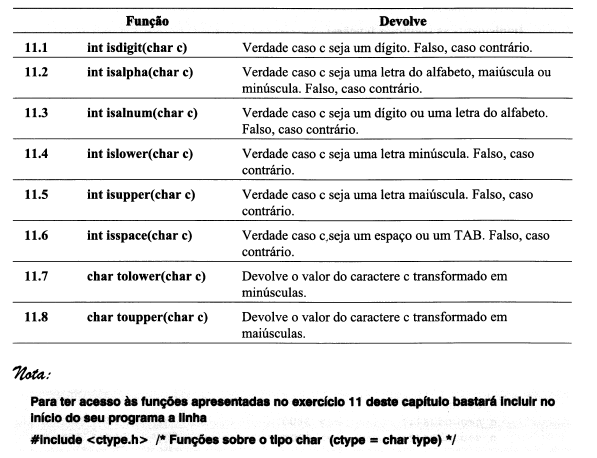 Função Devolve
11.1 int isdigit(char c) Verdade caso c seja um dígito. Falso, caso contrário.
11.2 int isalpha(char c) Verdade caso c seja uma letra do alfabeto, maiúscula ou
minúscula. Falso, caso contrário.
11.3 int isalnum(char c) Verdade caso c seja um dígito ou uma letra do alfabeto.
Falso, caso contrário.
11.4 int islower(char c) Verdade caso c seja uma letra minúscula. Falso, caso
contrário.
11.5 int isupper(char c) Verdade caso c seja uma letra maiúscula. Falso, caso
contrário.
11.6 int isspace(char c) Verdade caso c seja um espaço ou um TAB. Falso, caso
contrário.
11.7 char tolower(char c) Devolve o valor do caractere c transformado em
minúsculas.
11.8 char toupper(char c) Devolve o valor do caractere c transformado em
maiúsculas.
Nota:
Para ter acesso às funções apresentadas no exercício 11 deste capítulo bastará incluir no
início do seu programa a linha
#include <ctype.h> /* Funções sobre o tipo char (ctype = char type) */